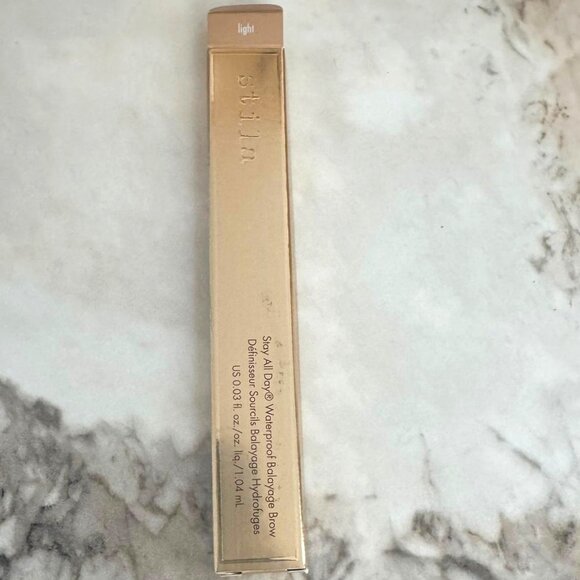 light
stila
Stay All Day® Waterproof Balayage Brow
Définisseur Sourcils Balayage Hydrofuges
US 0.03 fl. oz./oz. liq./1.04 mL